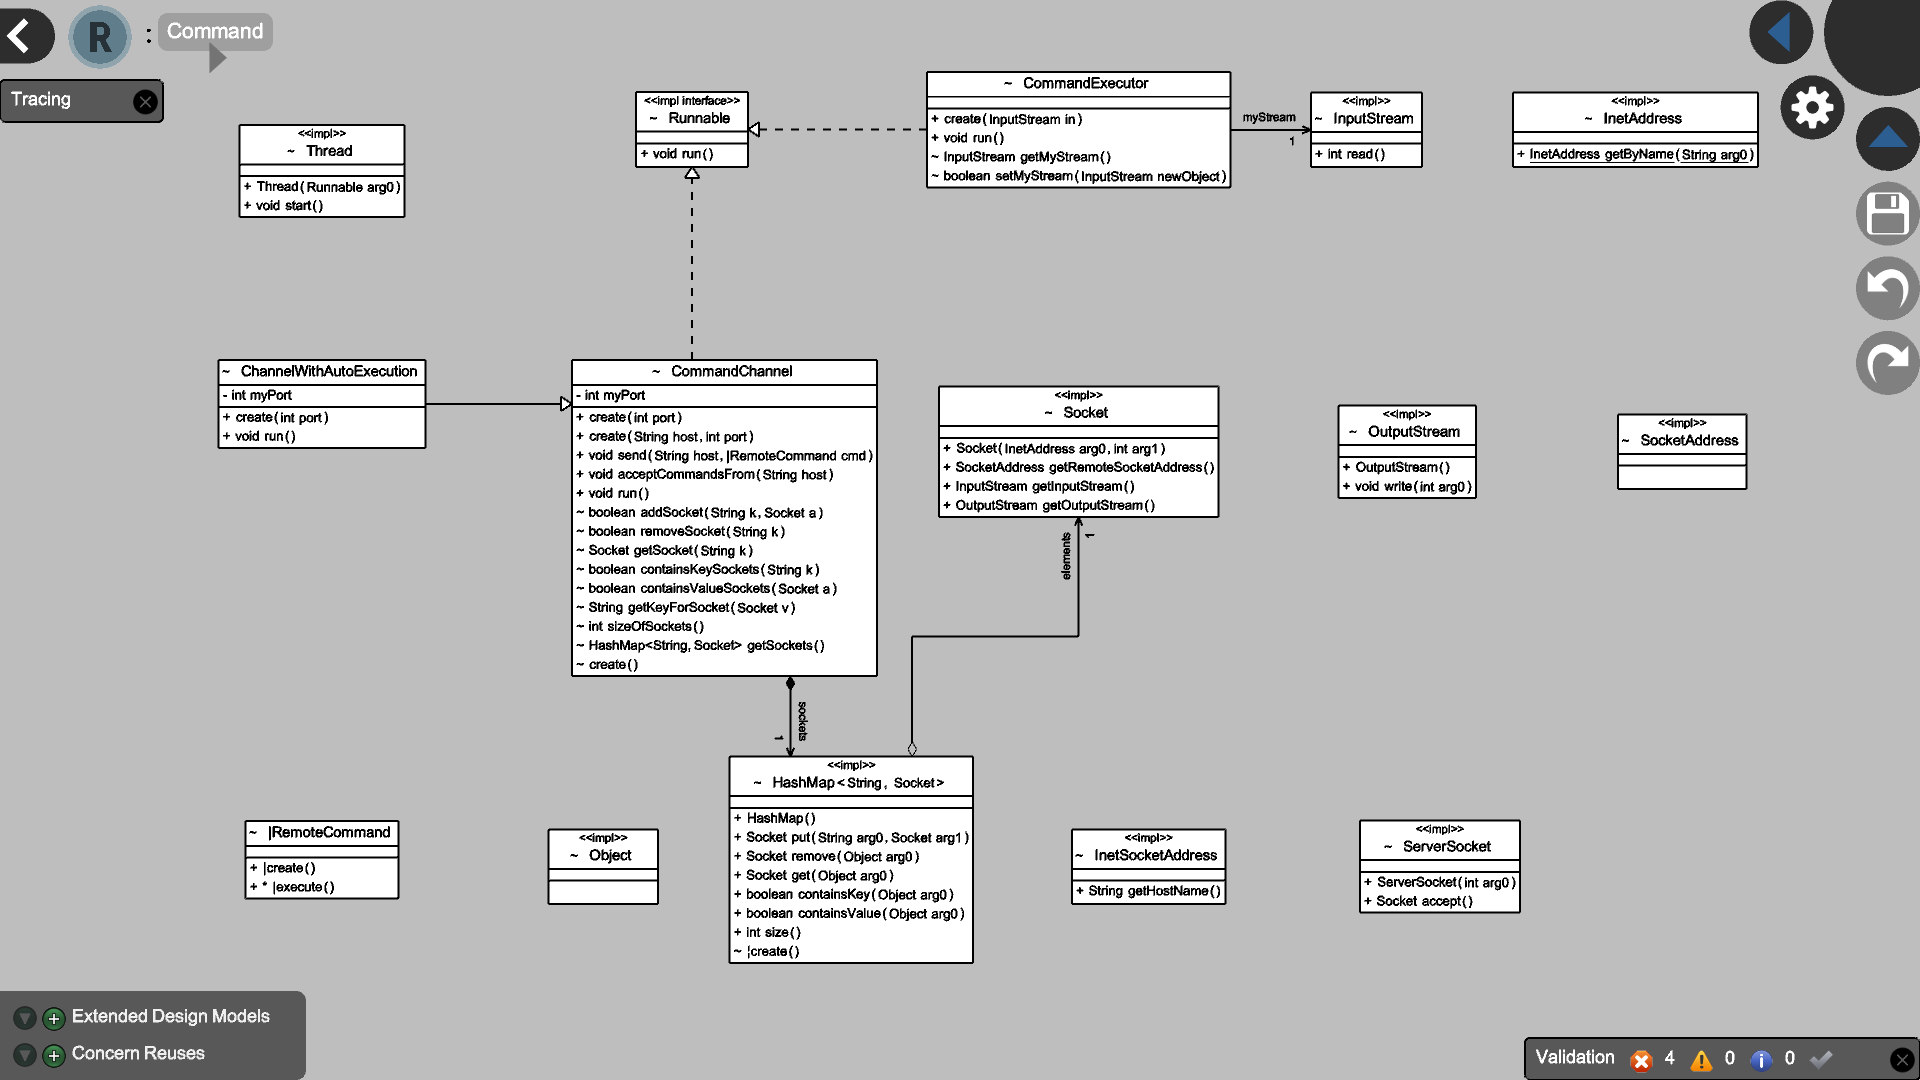 R : Command
Tracing
<<impl>>
~ Thread
+ Thread(Runnable arg0)
+ void start()
<<impl interface>>
~ Runnable
+ void run()
~ CommandExecutor
+ create(InputStream in)
+ void run()
~ InputStream getMyStream()
~ boolean setMyStream(InputStream newObject)
myStream
1
<<impl>>
~ InputStream
+ int read()
<<impl>>
~ InetAddress
+ InetAddress getByName(String arg0)
~ ChannelWithAutoExecution
- int myPort
+ create(int port)
+ void run()
~ CommandChannel
- int myPort
+ create(int port)
+ create(String host, int port)
+ void send(String host, |RemoteCommand cmd)
+ void acceptCommandsFrom(String host)
+ void run()
~ boolean addSocket(String k, Socket a)
~ boolean removeSocket(String k)
~ Socket getSocket(String k)
~ boolean containsKeySockets(String k)
~ boolean containsValueSockets(Socket a)
~ String getKeyForSocket(Socket v)
~ int sizeOfSockets()
~ HashMap<String, Socket> getSockets()
~ create()
<<impl>>
~ Socket
+ Socket(InetAddress arg0, int arg1)
+ SocketAddress getRemoteSocketAddress()
+ InputStream getInputStream()
+ OutputStream getOutputStream()
elements
1
<<impl>>
~ OutputStream
+ OutputStream()
+ void write(int arg0)
<<impl>>
~ SocketAddress
sockets
1
~ |RemoteCommand
+ |create()
+ * |execute()
<<impl>>
~ Object
<<impl>>
~ HashMap<String, Socket>
+ HashMap()
+ Socket put(String arg0, Socket arg1)
+ Socket remove(Object arg0)
+ Socket get(Object arg0)
+ boolean containsKey(Object arg0)
+ boolean containsValue(Object arg0)
+ int size()
~ ¦create()
<<impl>>
~ InetSocketAddress
+ String getHostName()
<<impl>>
~ ServerSocket
+ ServerSocket(int arg0)
+ Socket accept()
Extended Design Models
Concern Reuses
Validation 4 0 0